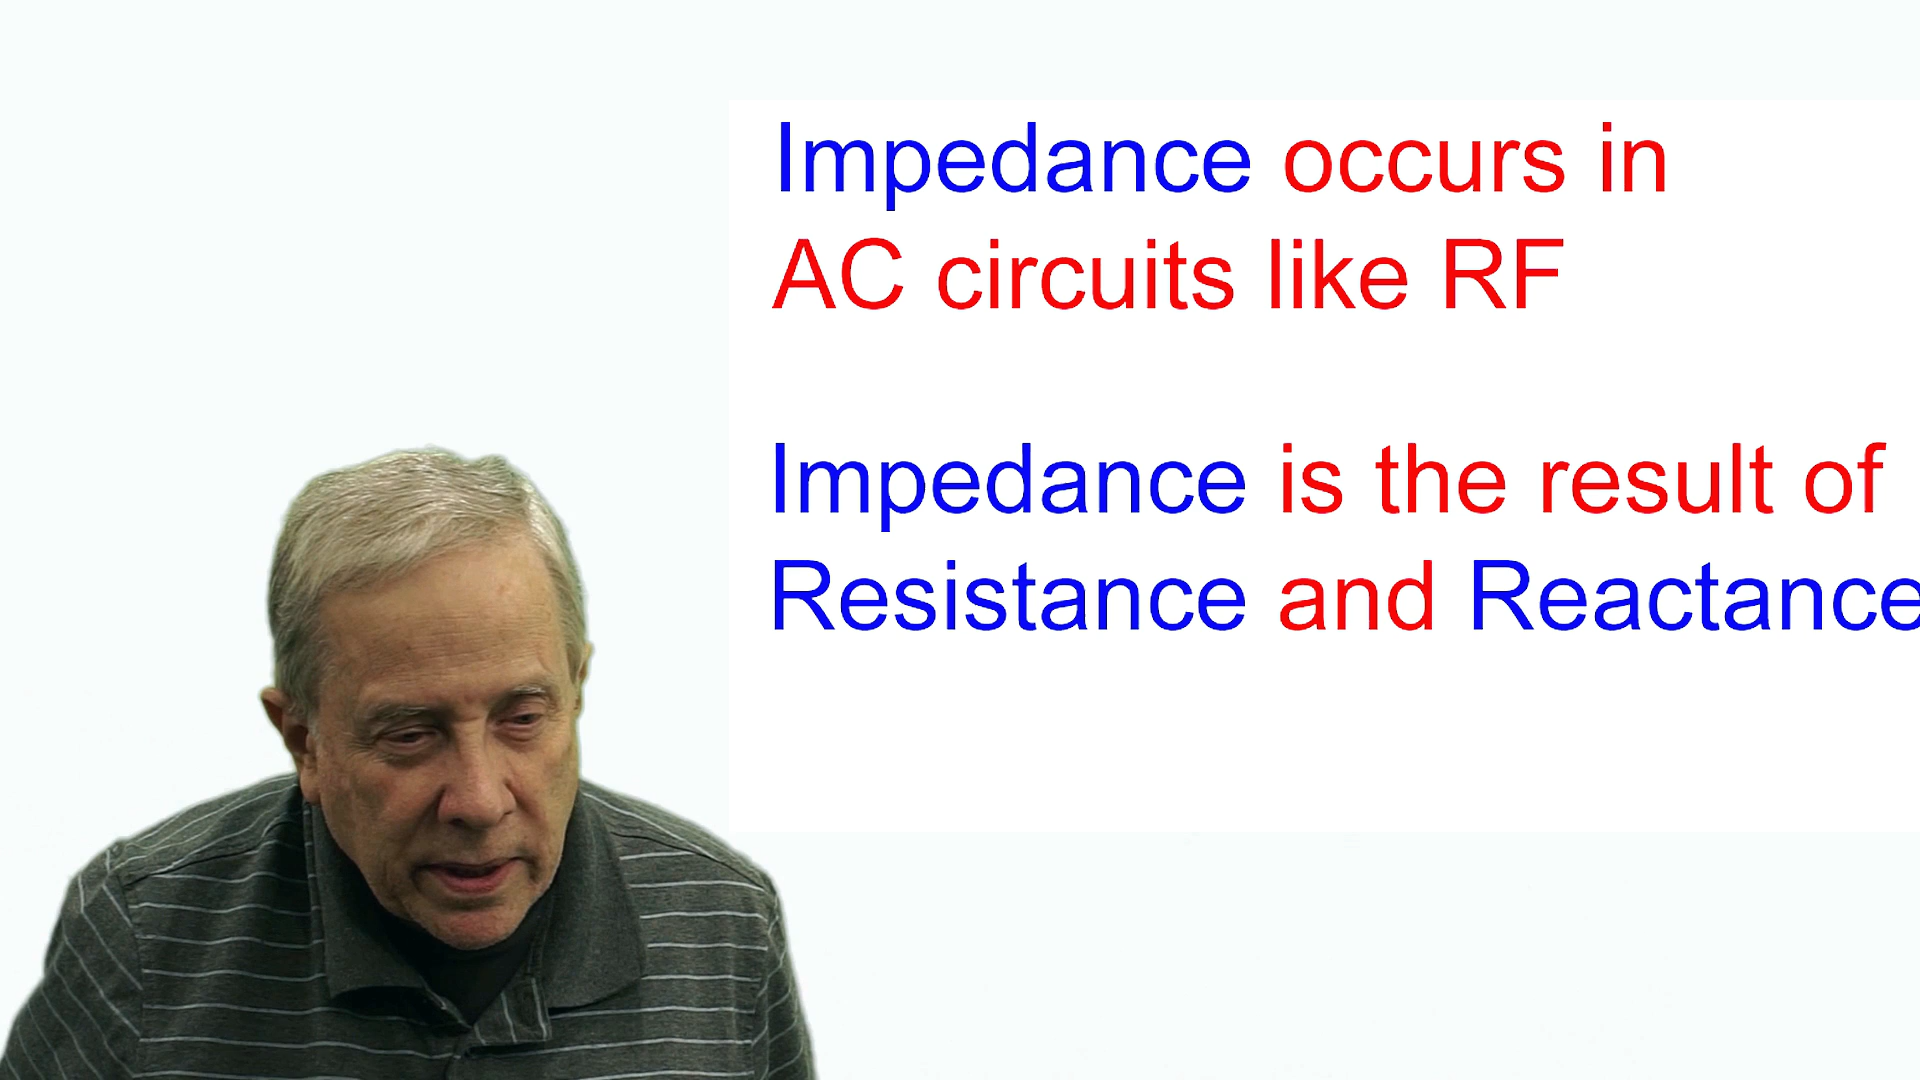 Impedance occurs in
AC circuits like RF
Impedance is the result of
Resistance and Reactance